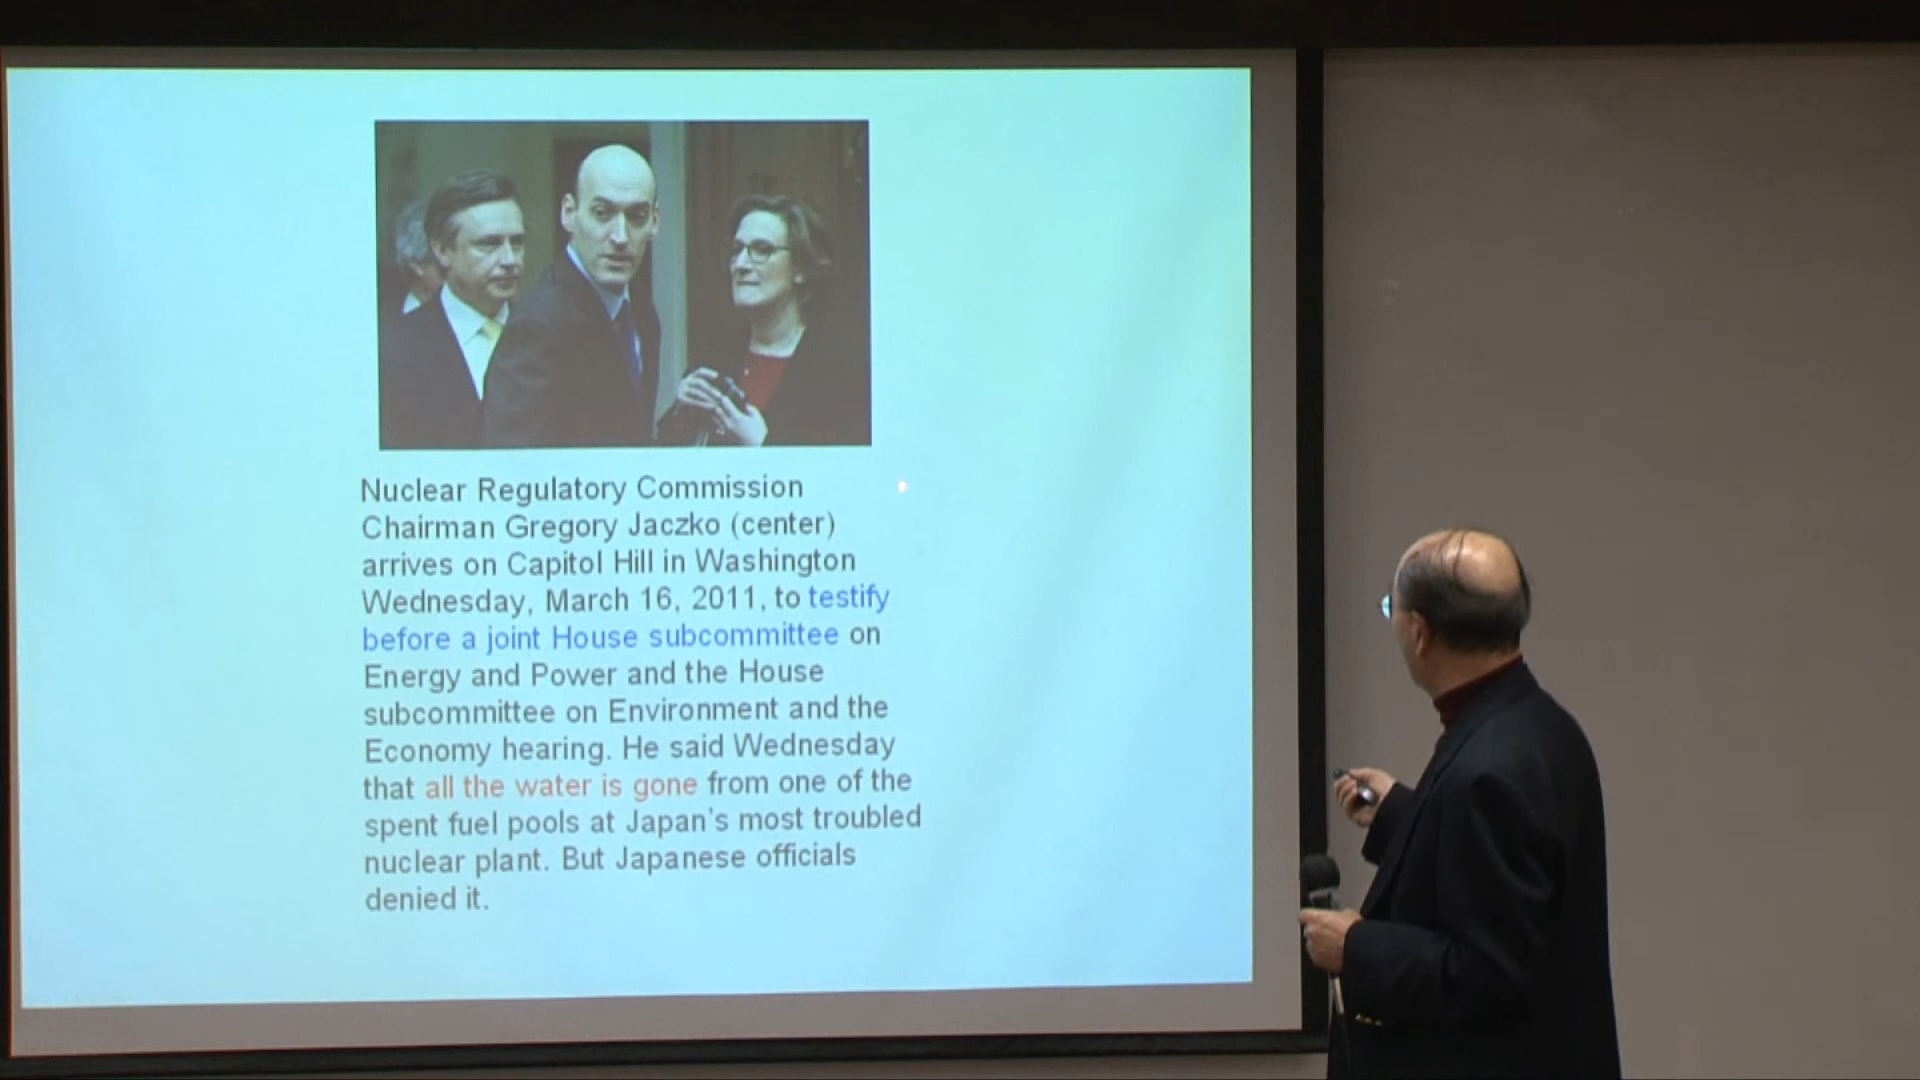 Nuclear Regulatory Commission
Chairman Gregory Jaczko (center)
arrives on Capitol Hill in Washington
Wednesday, March 16, 2011, to testify
before a joint House subcommittee on
Energy and Power and the House
subcommittee on Environment and the
Economy hearing. He said Wednesday
that all the water is gone from one of the
spent fuel pools at Japan's most troubled
nuclear plant. But Japanese officials
denied it.